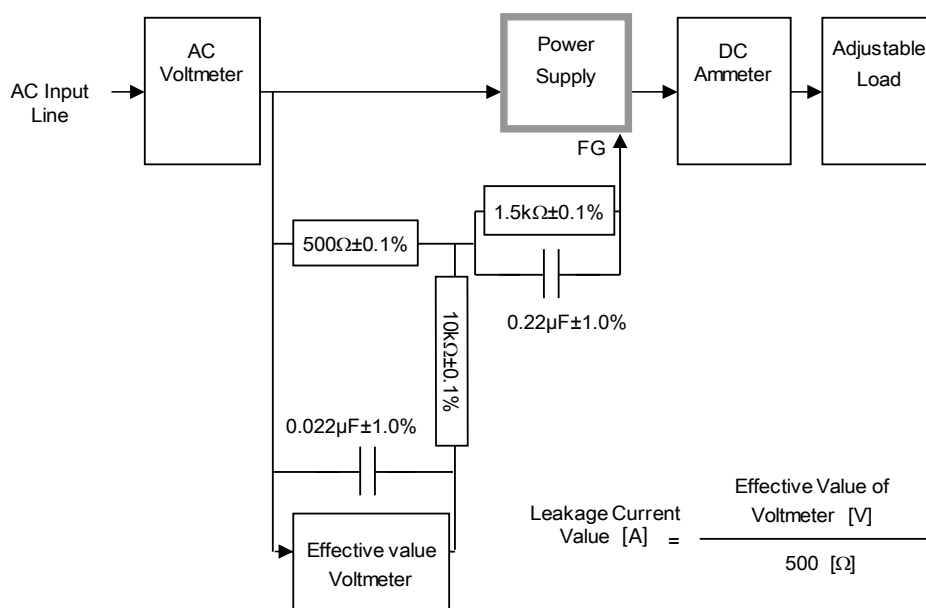 AC
Voltmeter
Power
Supply
DC
Ammeter
Adjustable
Load
AC Input
Line
FG
1.5kΩ±0.1%
500Ω±0.1%
0.22µF±1.0%
10kΩ±0.1%
0.022µF±1.0%
Effective value
Voltmeter
Leakage Current
Value [A] =
Effective Value of
Voltmeter [V]
500 [Ω]